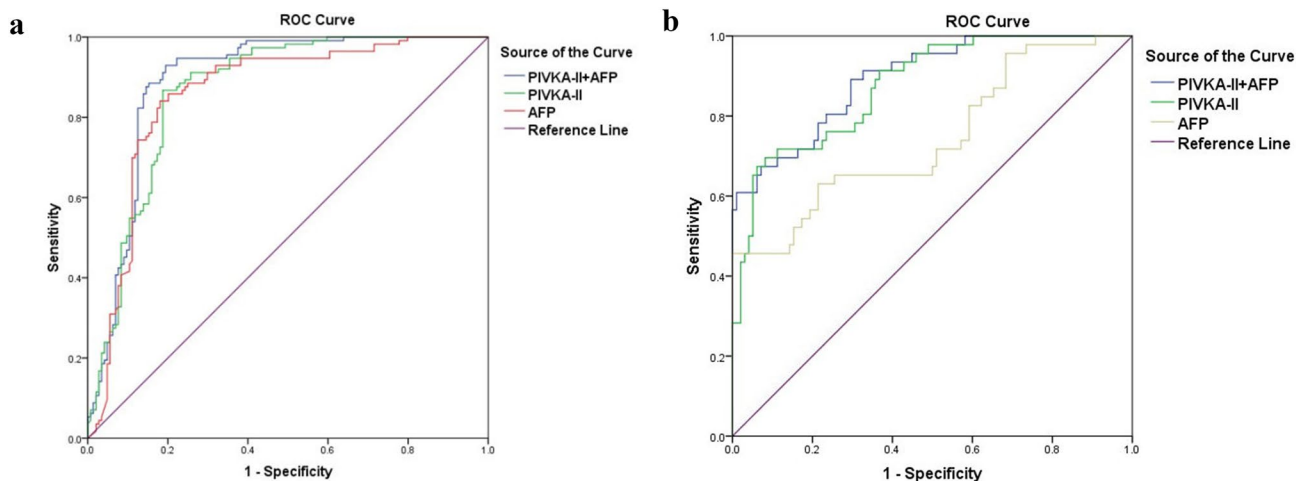 a
ROC Curve
1.0
0.8
0.6
0.4
0.2
0.0
0.0
0.2
0.4
0.6
0.8
1.0
Sensitivity
1 - Specificity
Source of the Curve
PIVKA-II+AFP
PIVKA-II
AFP
Reference Line
b
ROC Curve
1.0
0.8
0.6
0.4
0.2
0.0
0.0
0.2
0.4
0.6
0.8
1.0
Sensitivity
1 - Specificity
Source of the Curve
PIVKA-II+AFP
PIVKA-II
AFP
Reference Line